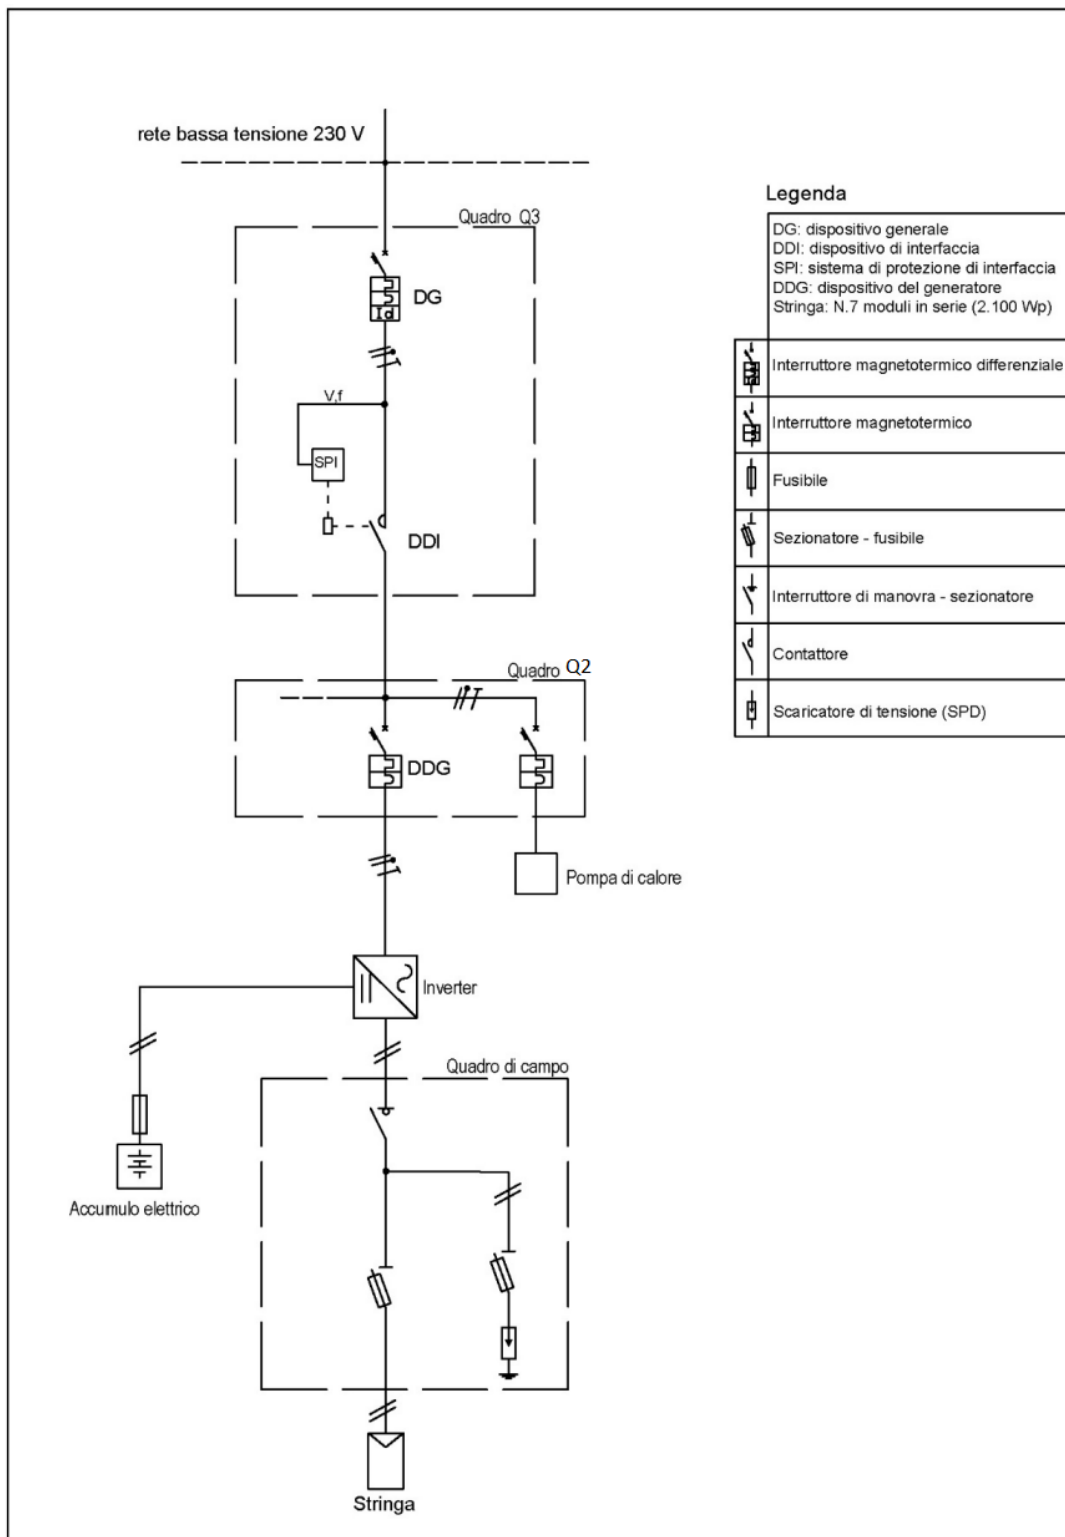 rete bassa tensione 230 V
Quadro Q3
DG
Id
V,f
SPI
DDI
Quadro Q2
DDG
Pompa di calore
Inverter
Quadro di campo
Accumulo elettrico
Stringa
Legenda
DG: dispositivo generale
DDI: dispositivo di interfaccia
SPI: sistema di protezione di interfaccia
DDG: dispositivo del generatore
Stringa: N.7 moduli in serie (2.100 Wp)
Interruttore magnetotermico differenziale
Interruttore magnetotermico
Fusibile
Sezionatore - fusibile
Interruttore di manovra - sezionatore
Contattore
Scaricatore di tensione (SPD)